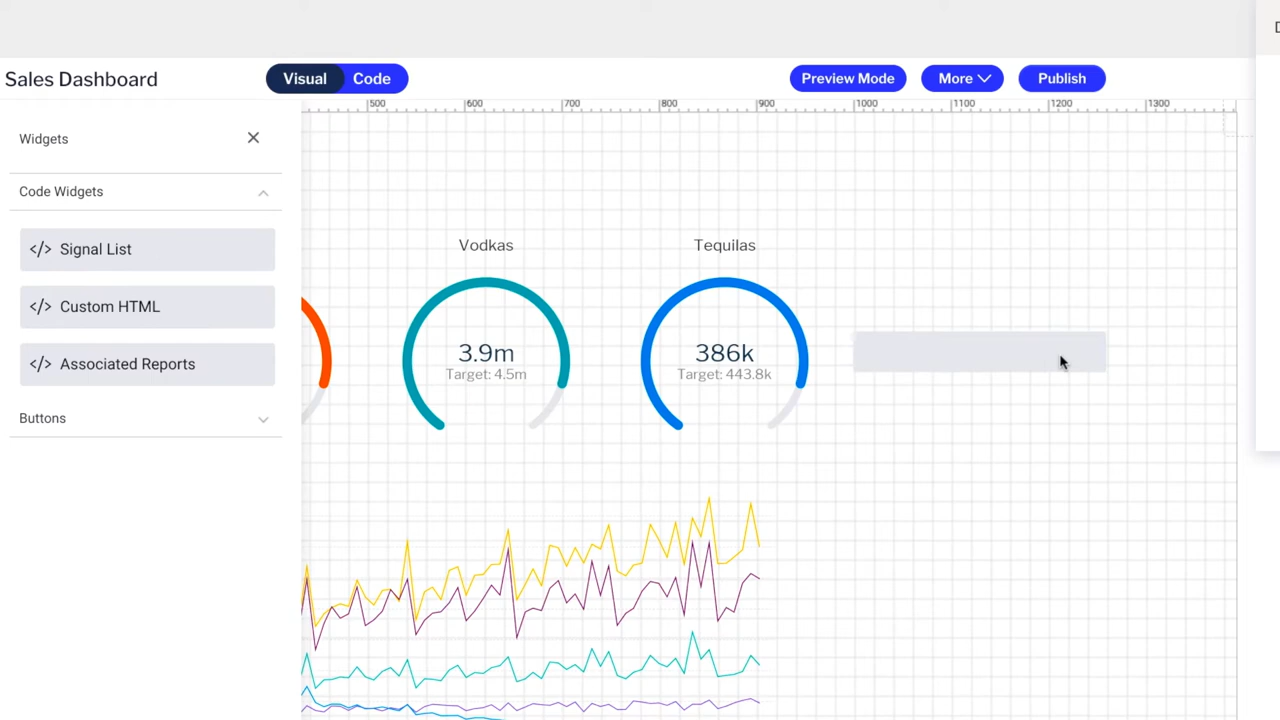 Sales Dashboard
Visual Code
Preview Mode
More
Publish
500 600 700 800 900 1000 1100 1200 1300
Widgets
Code Widgets
</> Signal List
</> Custom HTML
</> Associated Reports
Buttons
Vodkas
3.9m
Target: 4.5m
Tequilas
386k
Target: 443.8k